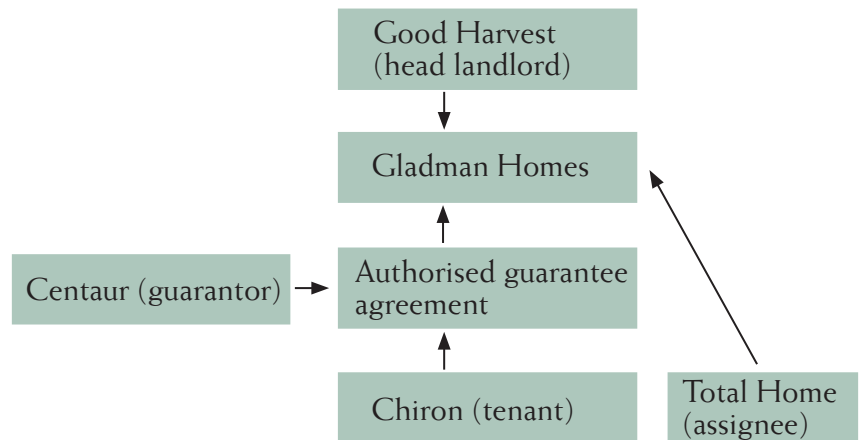 Good Harvest
(head landlord)
Gladman Homes
Centaur (guarantor)
Authorised guarantee
agreement
Chiron (tenant)
Total Home
(assignee)